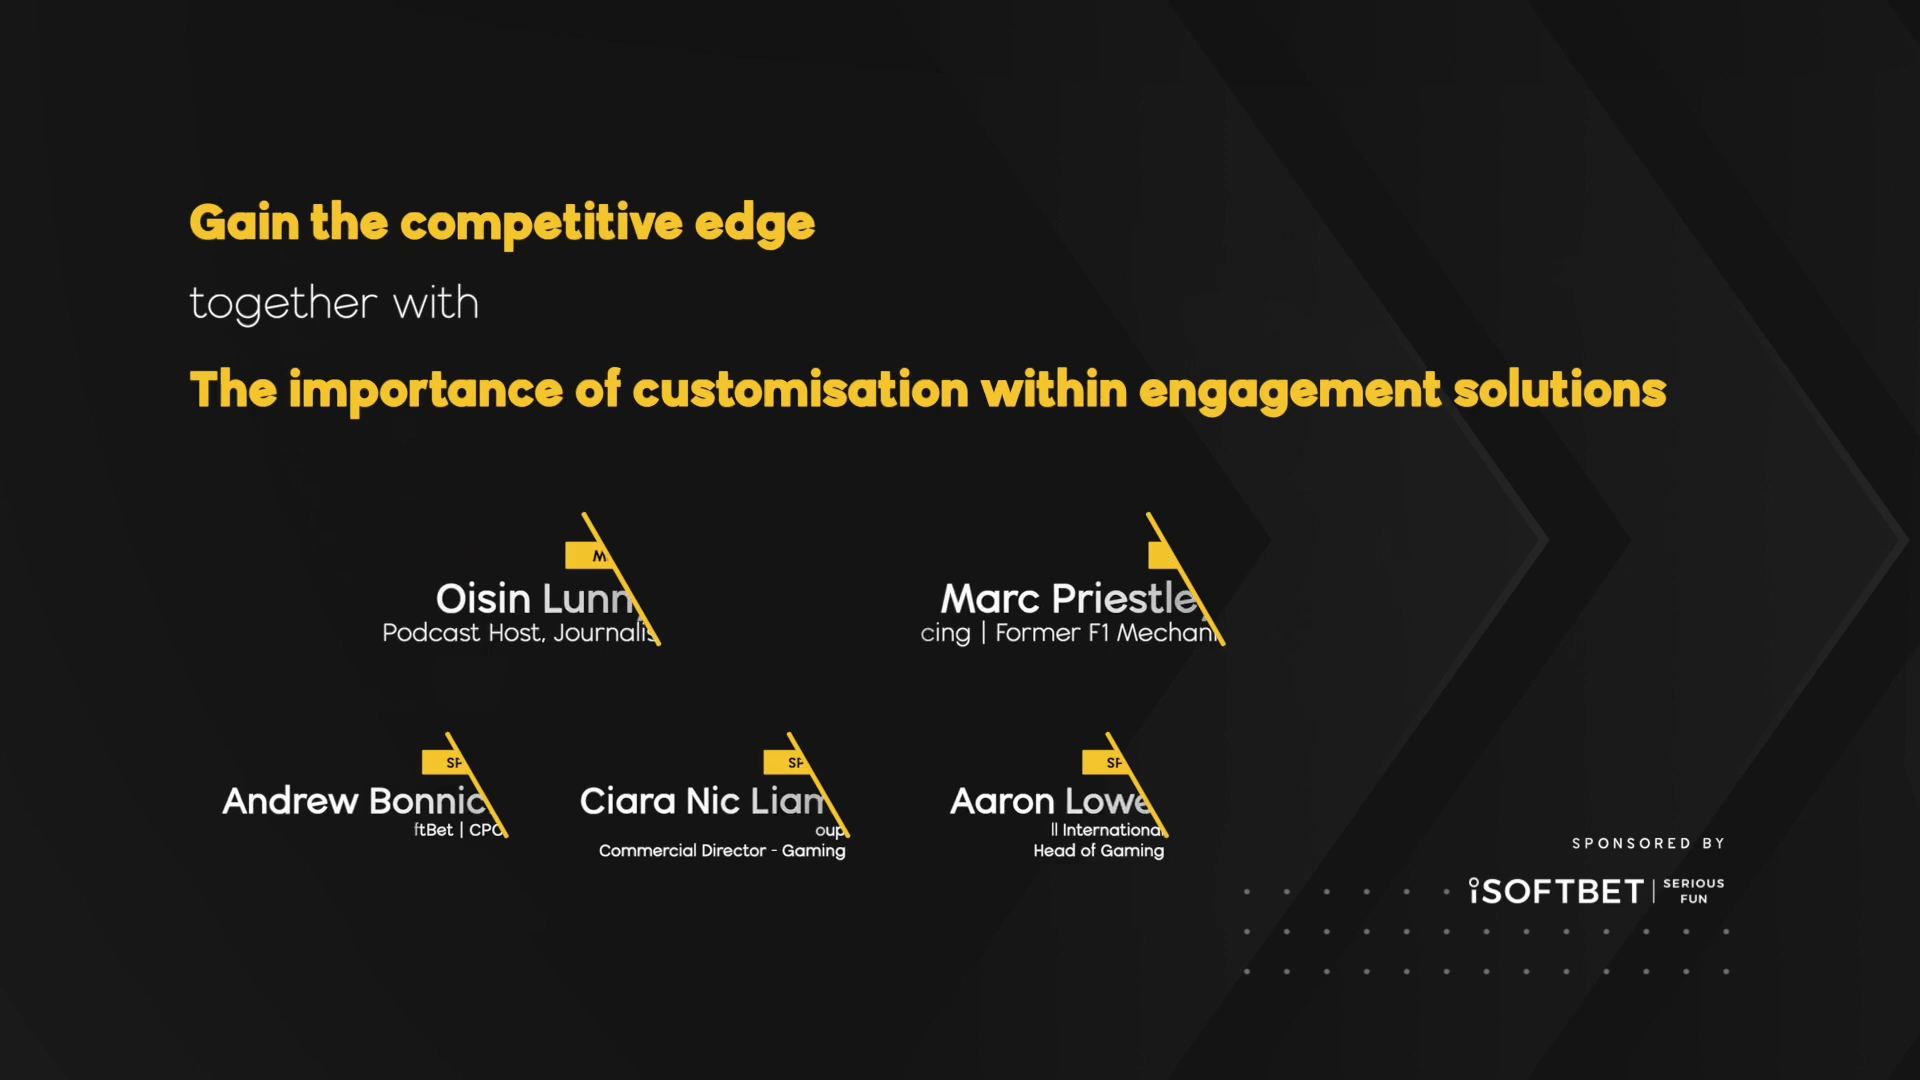 Gain the competitive edge
together with
The importance of customisation within engagement solutions
M
Oisin Lunn
Podcast Host, Journalis
Marc Priestle
cing | Former F1 Mechani
SP
Andrew Bonnic
ftBet | CPO
SP
Ciara Nic Liam
oup
Commercial Director - Gaming
SP
Aaron Lowe
ll International
Head of Gaming
SPONSORED BY
iSOFTBET | SERIOUS FUN